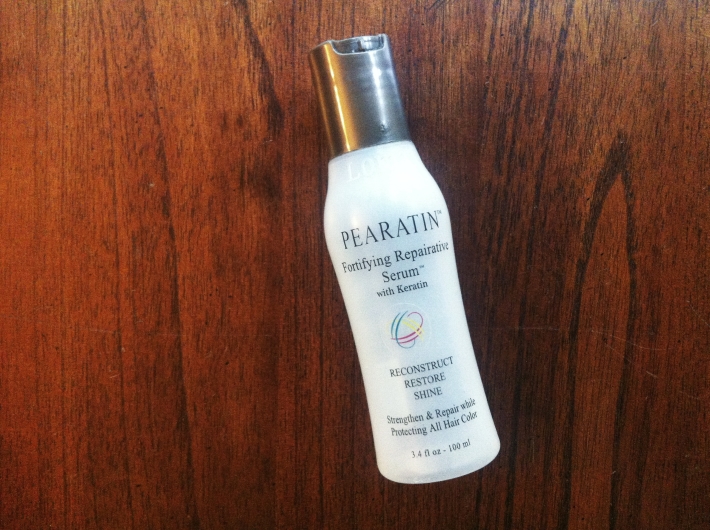 PEARATIN™
Fortifying Repairative
Serum™
with Keratin
RECONSTRUCT
RESTORE
SHINE
Strengthen & Repair while
Protecting All Hair Color
3.4 fl oz - 100 ml